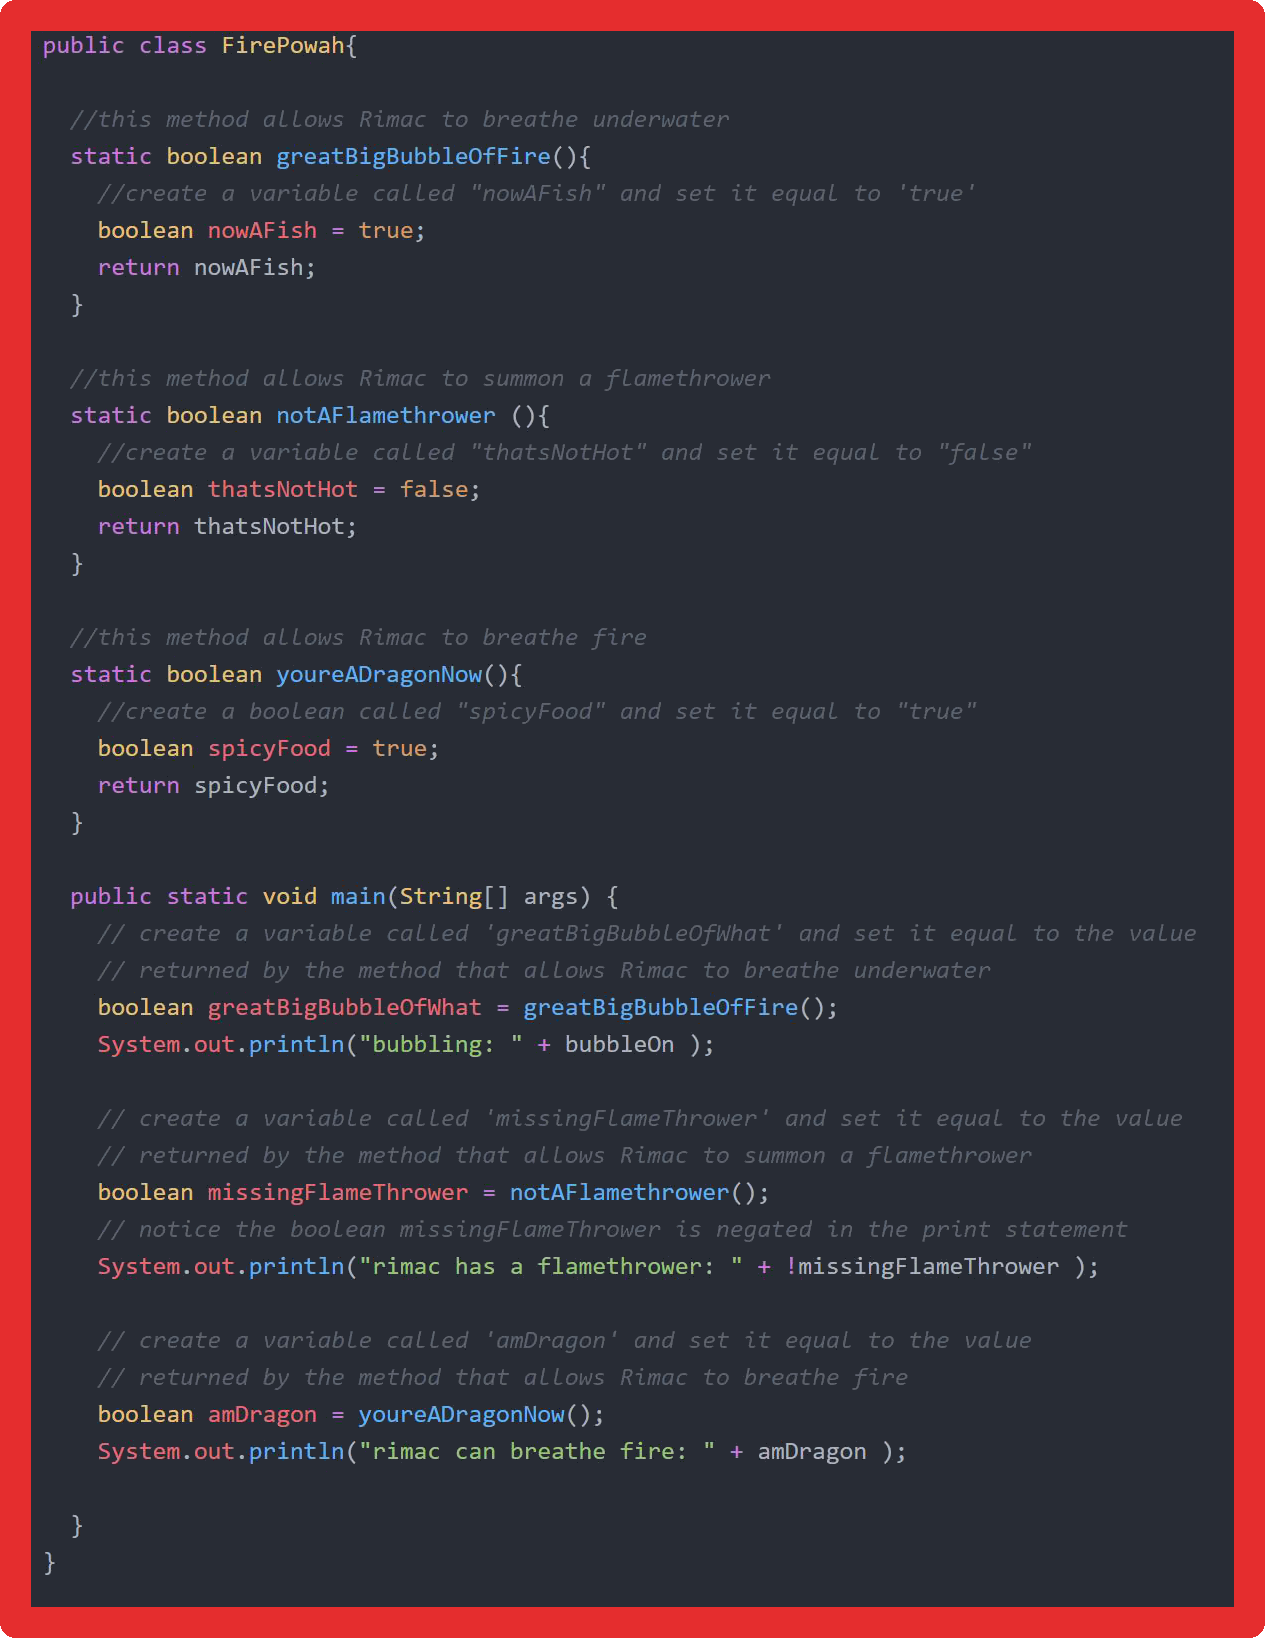 public class FirePowah{
//this method allows Rimac to breathe underwater
static boolean greatBigBubbleOfFire(){
//create a variable called "nowAFish" and set it equal to 'true'
boolean nowAFish = true;
return nowAFish;
}
//this method allows Rimac to summon a flamethrower
static boolean notAFlamethrower (){
//create a variable called "thatsNotHot" and set it equal to "false"
boolean thatsNotHot = false;
return thatsNotHot;
}
//this method allows Rimac to breathe fire
static boolean youreADragonNow(){
//create a boolean called "spicyFood" and set it equal to "true"
boolean spicyFood = true;
return spicyFood;
}
public static void main(String[] args) {
// create a variable called 'greatBigBubbleOfWhat' and set it equal to the value
// returned by the method that allows Rimac to breathe underwater
boolean greatBigBubbleOfWhat = greatBigBubbleOfFire();
System.out.println("bubbling: " + bubbleOn );
// create a variable called 'missingFlameThrower' and set it equal to the value
// returned by the method that allows Rimac to summon a flamethrower
boolean missingFlameThrower = notAFlamethrower();
// notice the boolean missingFlameThrower is negated in the print statement
System.out.println("rimac has a flamethrower: " + !missingFlameThrower );
// create a variable called 'amDragon' and set it equal to the value
// returned by the method that allows Rimac to breathe fire
boolean amDragon = youreADragonNow();
System.out.println("rimac can breathe fire: " + amDragon );
}
}